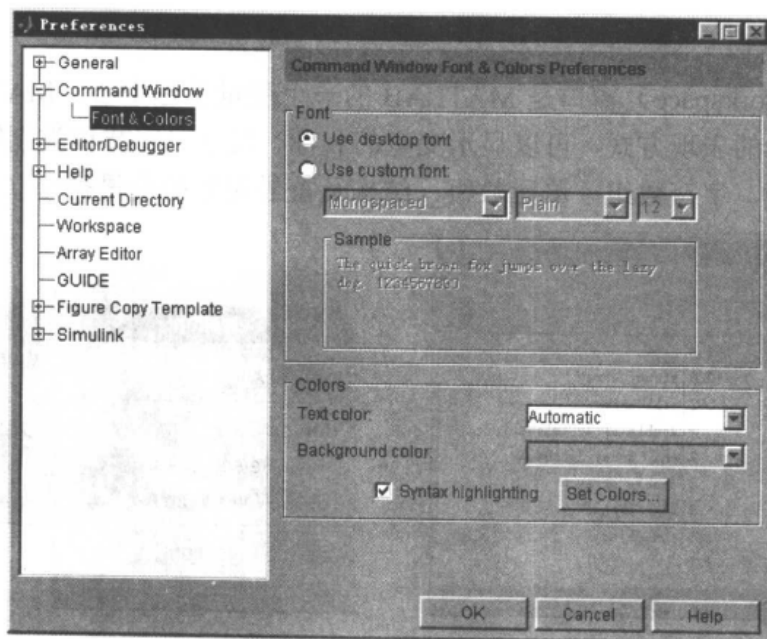 Preferences
General
Command Window
Font & Colors
Editor/Debugger
Help
Current Directory
Workspace
Array Editor
GUIDE
Figure Copy Template
Simulink
Command Window Font & Colors Preferences
Font
Use desktop font
Use custom font:
Monospaced Plain 12
Sample
The quick brown fox jumps over the lazy
dog. 1234567890
Colors
Text color: Automatic
Background color:
Syntax highlighting Set Colors...
OK Cancel Help